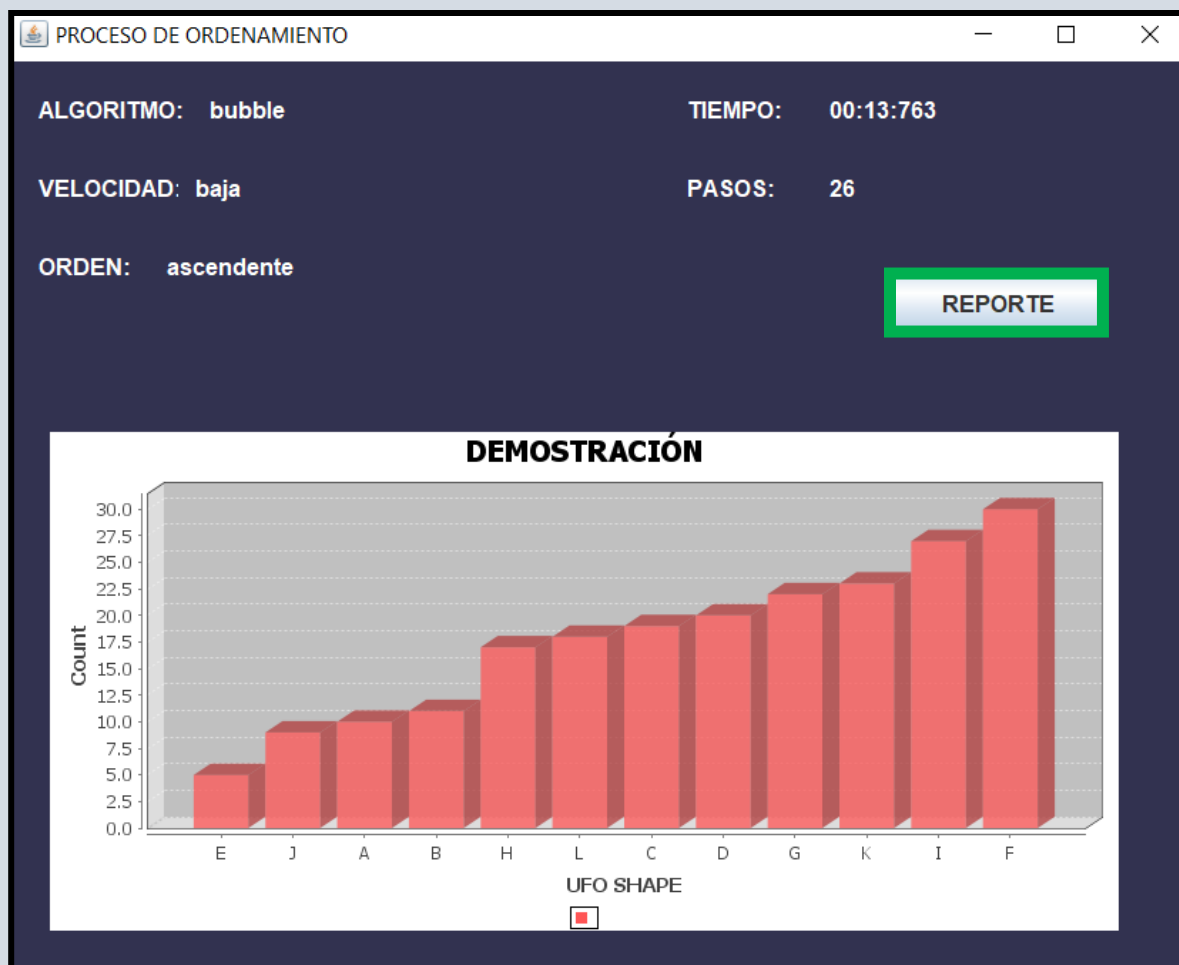 PROCESO DE ORDENAMIENTO
ALGORITMO: bubble
TIEMPO: 00:13:763
VELOCIDAD: baja
PASOS: 26
ORDEN: ascendente
REPORTE
DEMOSTRACIÓN
30.0
27.5
25.0
22.5
20.0
17.5
15.0
12.5
10.0
7.5
5.0
2.5
0.0
Count
E J A B H L C D G K I F
UFO SHAPE